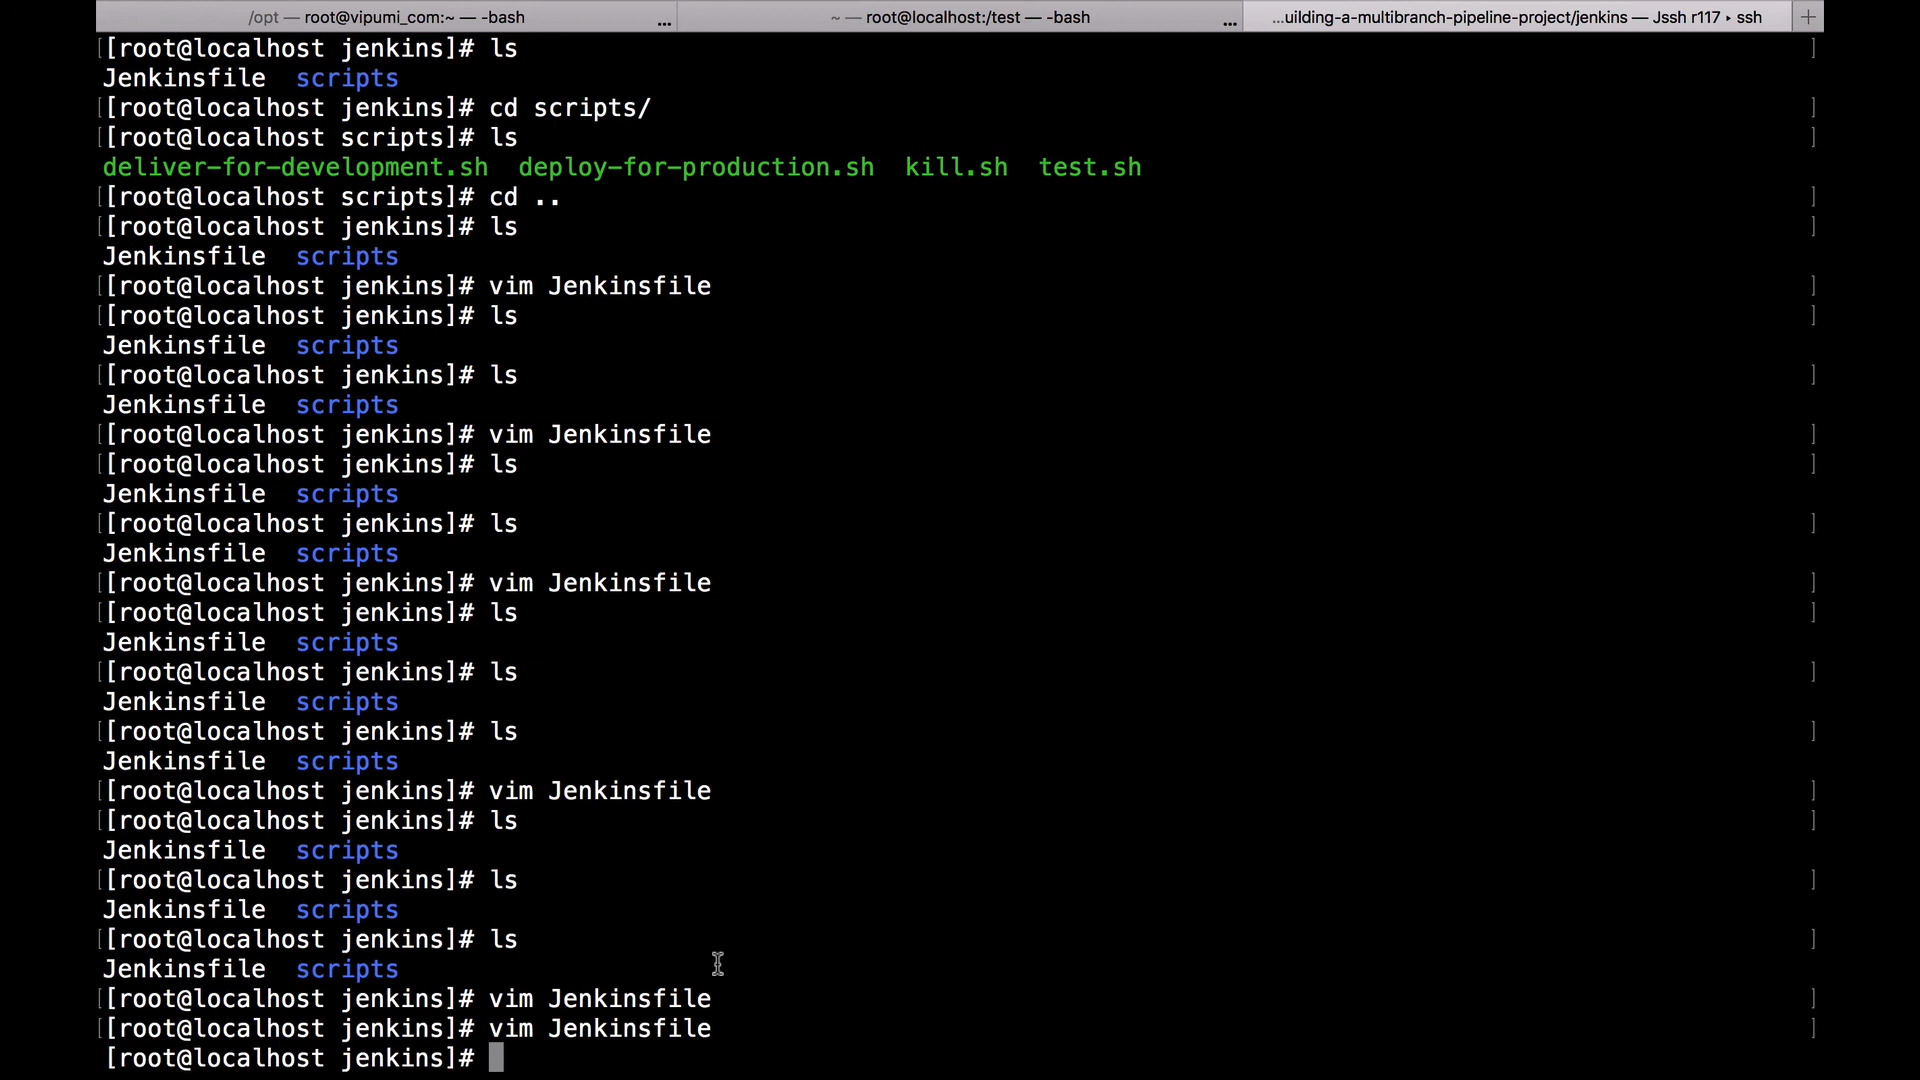 /opt — root@vipumi_com:~ — -bash ... ~ — root@localhost:/test — -bash ... ...uilding-a-multibranch-pipeline-project/jenkins — Jssh r117 ▸ ssh +
[[root@localhost jenkins]# ls ]
Jenkinsfile scripts
[[root@localhost jenkins]# cd scripts/ ]
[[root@localhost scripts]# ls ]
deliver-for-development.sh deploy-for-production.sh kill.sh test.sh
[[root@localhost scripts]# cd .. ]
[[root@localhost jenkins]# ls ]
Jenkinsfile scripts
[[root@localhost jenkins]# vim Jenkinsfile ]
[[root@localhost jenkins]# ls ]
Jenkinsfile scripts
[[root@localhost jenkins]# ls ]
Jenkinsfile scripts
[[root@localhost jenkins]# vim Jenkinsfile ]
[[root@localhost jenkins]# ls ]
Jenkinsfile scripts
[[root@localhost jenkins]# ls ]
Jenkinsfile scripts
[[root@localhost jenkins]# vim Jenkinsfile ]
[[root@localhost jenkins]# ls ]
Jenkinsfile scripts
[[root@localhost jenkins]# ls ]
Jenkinsfile scripts
[[root@localhost jenkins]# ls ]
Jenkinsfile scripts
[[root@localhost jenkins]# vim Jenkinsfile ]
[[root@localhost jenkins]# ls ]
Jenkinsfile scripts
[[root@localhost jenkins]# ls ]
Jenkinsfile scripts
[[root@localhost jenkins]# ls ]
Jenkinsfile scripts
[[root@localhost jenkins]# vim Jenkinsfile ]
[[root@localhost jenkins]# vim Jenkinsfile ]
[root@localhost jenkins]#